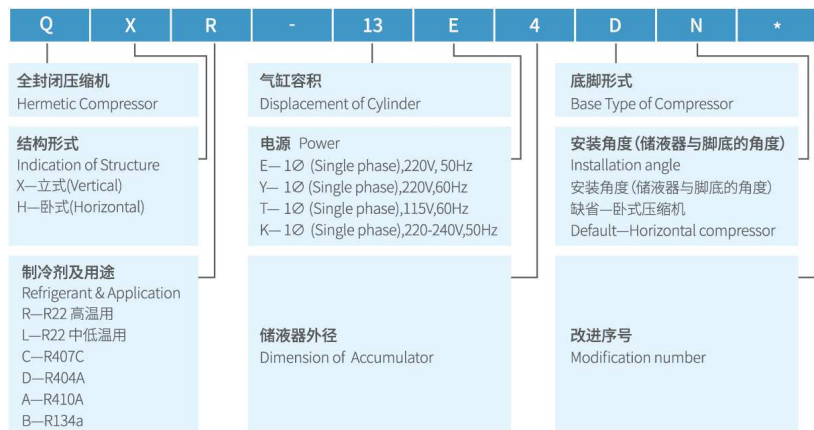 Q X R - 13 E 4 D N *
全封闭压缩机
Hermetic Compressor
结构形式
Indication of Structure
X—立式(Vertical)
H—卧式(Horizontal)
制冷剂及用途
Refrigerant & Application
R—R22 高温用
L—R22 中低温用
C—R407C
D—R404A
A—R410A
B—R134a
气缸容积
Displacement of Cylinder
电源 Power
E— 1∅ (Single phase),220V, 50Hz
Y— 1∅ (Single phase),220V,60Hz
T— 1∅ (Single phase),115V,60Hz
K— 1∅ (Single phase),220-240V,50Hz
储液器外径
Dimension of Accumulator
底脚形式
Base Type of Compressor
安装角度(储液器与脚底的角度)
Installation angle
安装角度(储液器与脚底的角度)
缺省—卧式压缩机
Default—Horizontal compressor
改进序号
Modification number